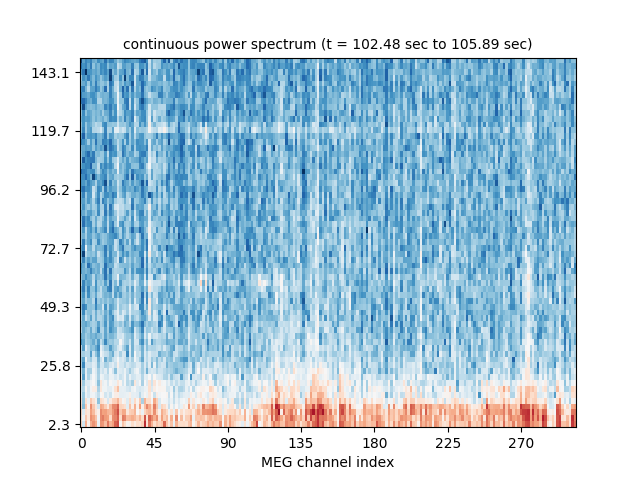 continuous power spectrum (t = 102.48 sec to 105.89 sec)
143.1
119.7
96.2
72.7
49.3
25.8
2.3
0 45 90 135 180 225 270
MEG channel index